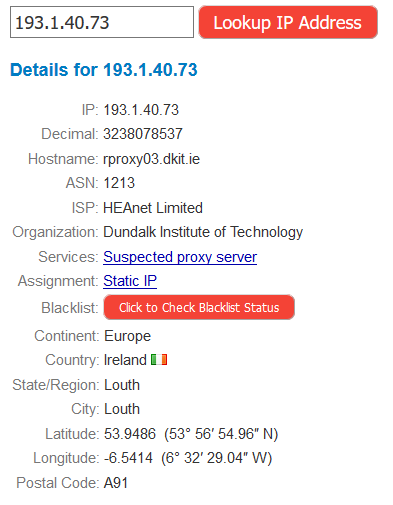 193.1.40.73 Lookup IP Address
Details for 193.1.40.73
IP: 193.1.40.73
Decimal: 3238078537
Hostname: rproxy03.dkit.ie
ASN: 1213
ISP: HEAnet Limited
Organization: Dundalk Institute of Technology
Services: Suspected proxy server
Assignment: Static IP
Blacklist: Click to Check Blacklist Status
Continent: Europe
Country: Ireland
State/Region: Louth
City: Louth
Latitude: 53.9486 (53° 56′ 54.96″ N)
Longitude: -6.5414 (6° 32′ 29.04″ W)
Postal Code: A91